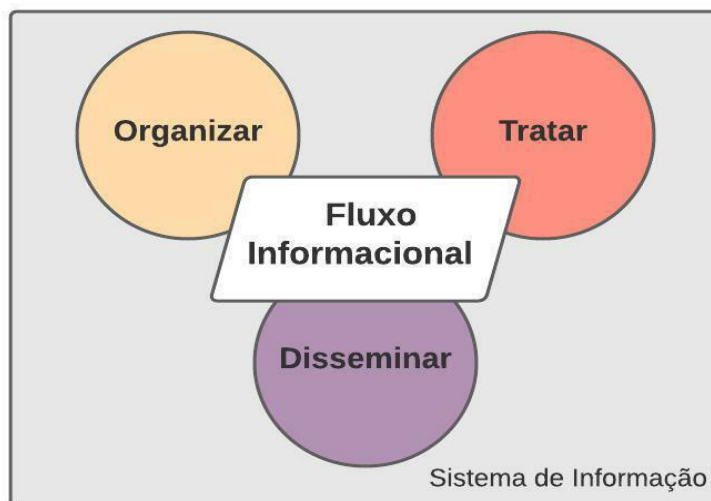 Organizar
Tratar
Fluxo
Informacional
Disseminar
Sistema de Informação